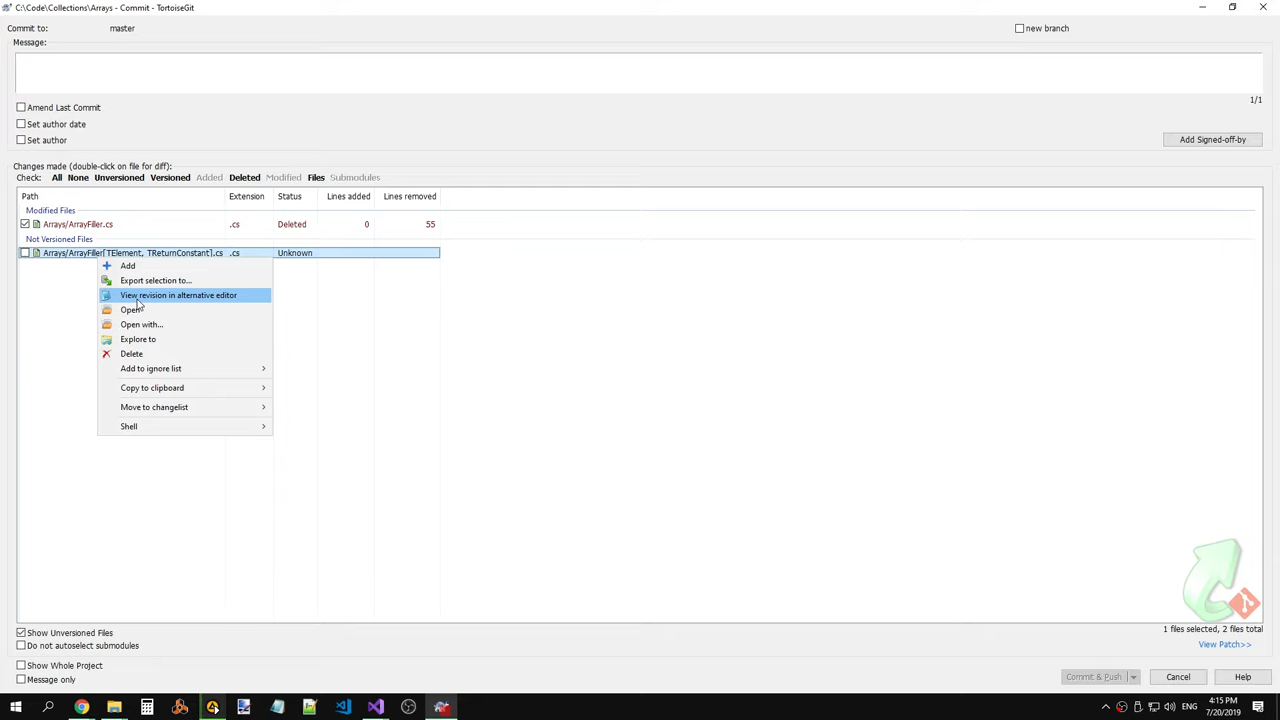 C:\Code\Collections\Arrays - Commit - TortoiseGit
Commit to: master
new branch
Message:
1/1
Amend Last Commit
Set author date
Set author
Add Signed-off-by
Changes made (double-click on file for diff):
Check: All None Unversioned Versioned Added Deleted Modified Files Submodules
Path Extension Status Lines added Lines removed
Modified Files
Arrays/ArrayFiller.cs .cs Deleted 0 55
Not Versioned Files
Arrays/ArrayFiller[TElement, TReturnConstant].cs .cs Unknown
Add
Export selection to...
View revision in alternative editor
Open
Open with...
Explore to
Delete
Add to ignore list
Copy to clipboard
Move to changelist
Shell
Show Unversioned Files
1 files selected, 2 files total
Do not autoselect submodules
View Patch>>
Show Whole Project
Message only
Commit & Push
Cancel
Help
ENG
4:15 PM
7/20/2019